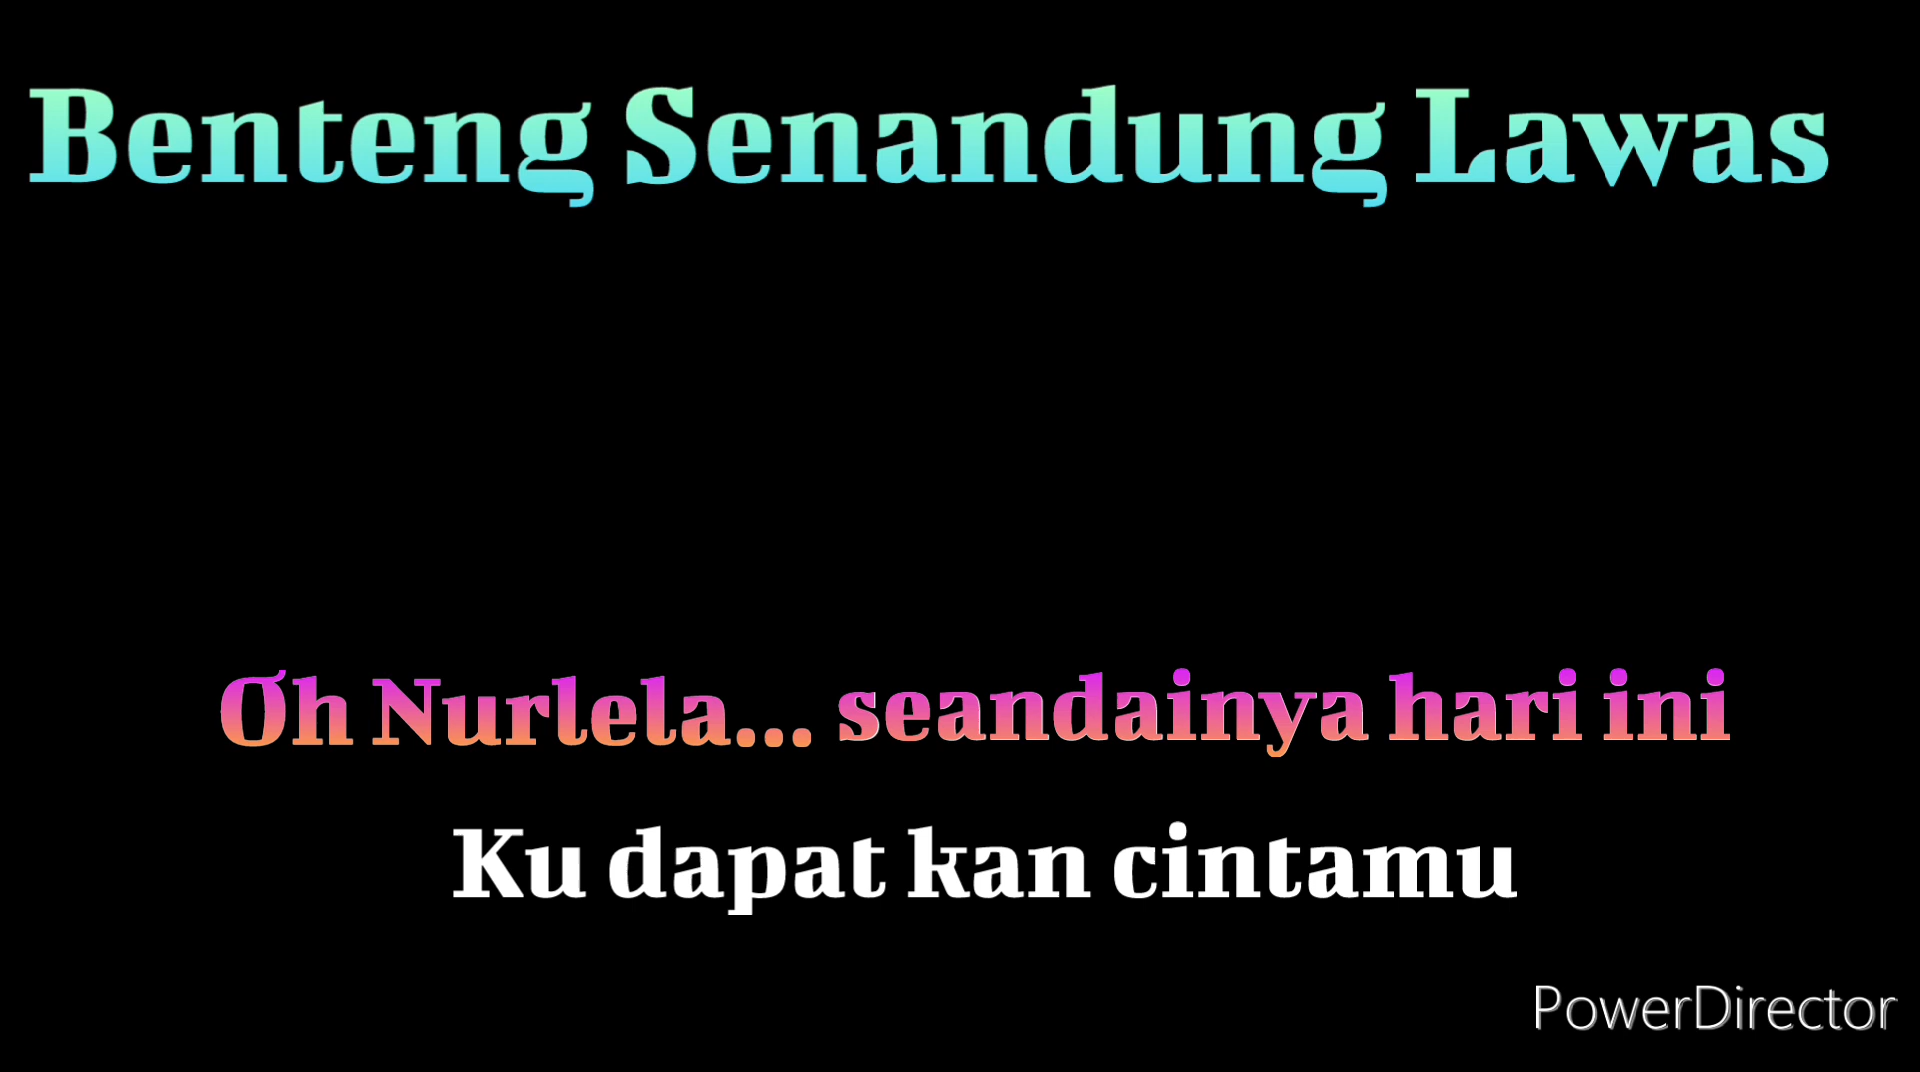 Benteng Senandung Lawas
Oh Nurlela... seandainya hari ini
Ku dapat kan cintamu
PowerDirector